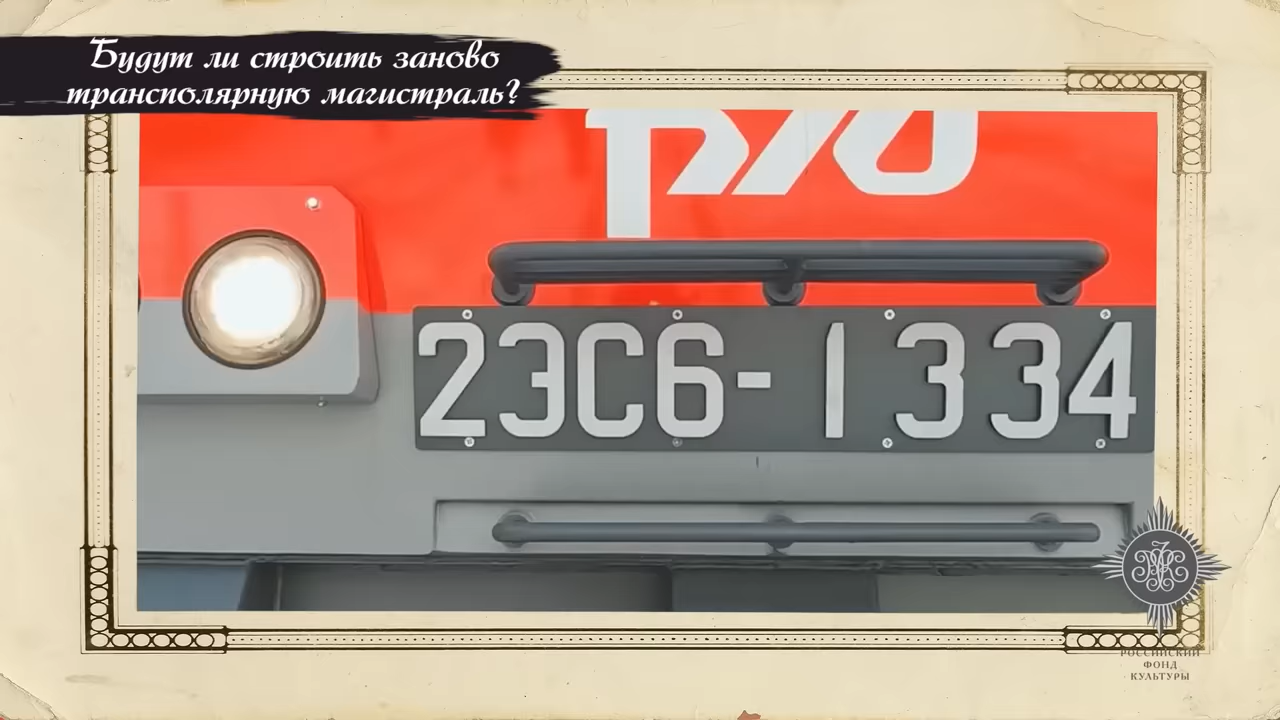 Будут ли строить заново
трансполярную магистраль?
РЖД
2ЭС6-1334
РОССИЙСКИЙ
ФОНД
КУЛЬТУРЫ